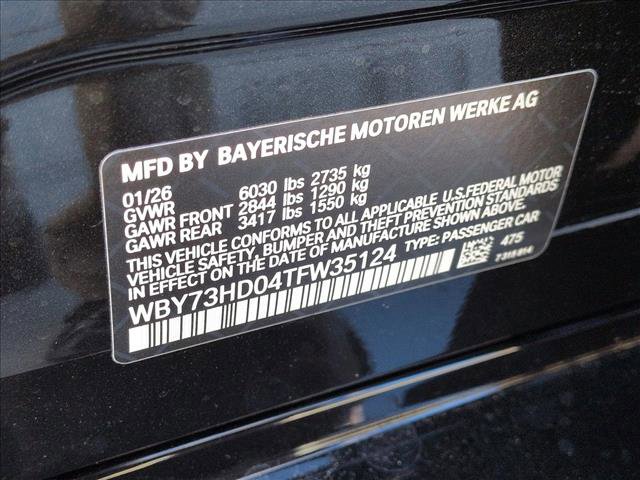 MFD BY BAYERISCHE MOTOREN WERKE AG
01/26
GVWR 6030 lbs 2735 kg
GAWR FRONT 2844 lbs 1290 kg
GAWR REAR 3417 lbs 1550 kg
THIS VEHICLE CONFORMS TO ALL APPLICABLE U.S.FEDERAL MOTOR
VEHICLE SAFETY, BUMPER AND THEFT PREVENTION STANDARDS
IN EFFECT ON THE DATE OF MANUFACTURE SHOWN ABOVE.
WBY73HD04TFW35124 TYPE: PASSENGER CAR
475